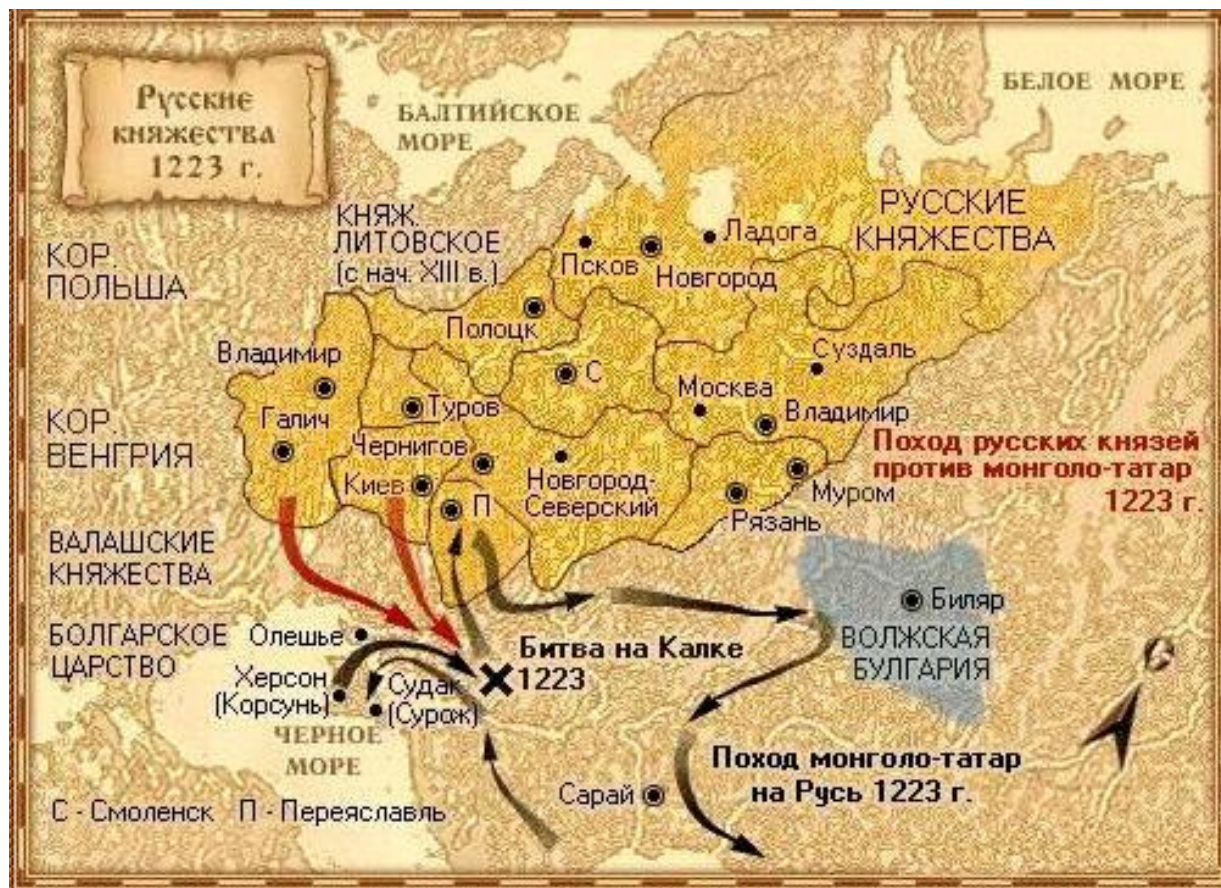 Русские
княжества
1223 г.
БАЛТИЙСКОЕ
МОРЕ
БЕЛОЕ МОРЕ
КНЯЖ.
ЛИТОВСКОЕ
(с нач. XIII в.)
РУССКИЕ
КНЯЖЕСТВА
КОР.
ПОЛЬША
Псков
Новгород
Ладога
Полоцк
Владимир
Суздаль
С
Москва
Галич
Туров
Владимир
КОР.
ВЕНГРИЯ
Чернигов
Поход русских князей
против монголо-татар
1223 г.
Киев
Новгород-
Северский
Муром
П
Рязань
ВАЛАШСКИЕ
КНЯЖЕСТВА
Биляр
БОЛГАРСКОЕ
ЦАРСТВО
Олешье
Битва на Калке
1223
ВОЛЖСКАЯ
БУЛГАРИЯ
С
Херсон
(Корсунь)
Судак
(Сурож)
ЧЕРНОЕ
МОРЕ
Поход монголо-татар
на Русь 1223 г.
Сарай
С - Смоленск П - Переяславль